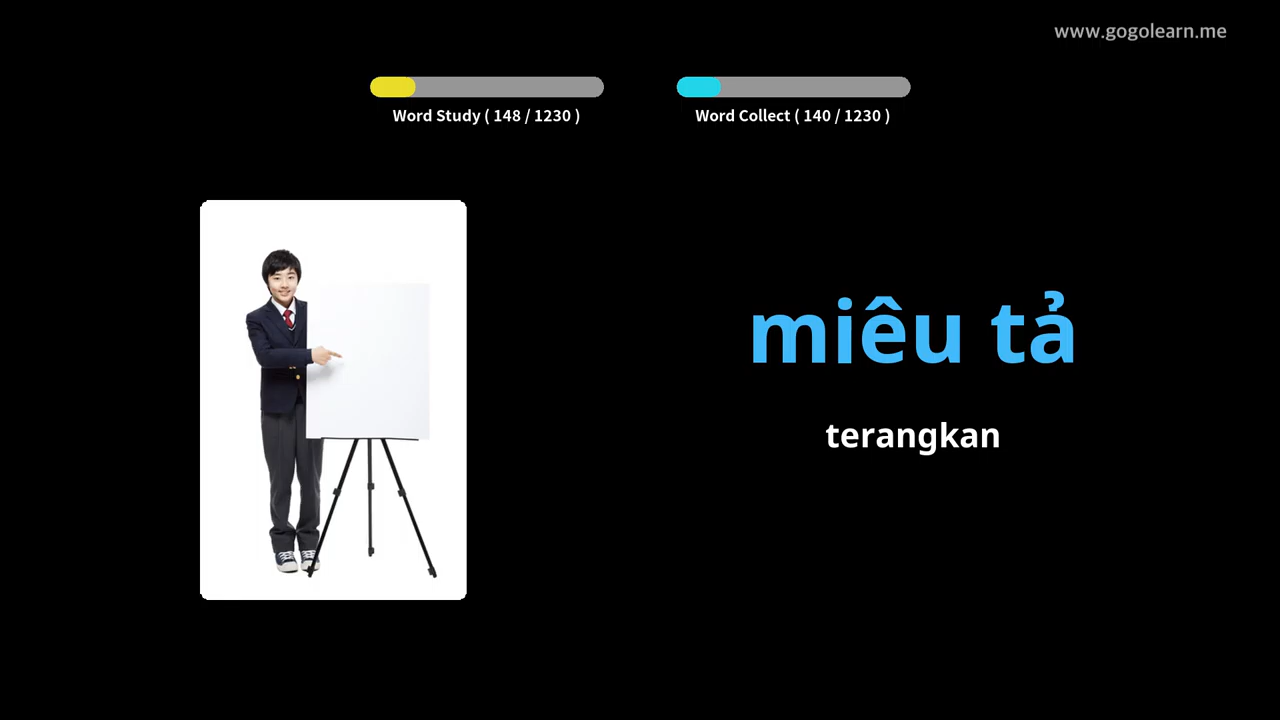 www.gogolearn.me
Word Study ( 148 / 1230 )
Word Collect ( 140 / 1230 )
miêu tả
terangkan